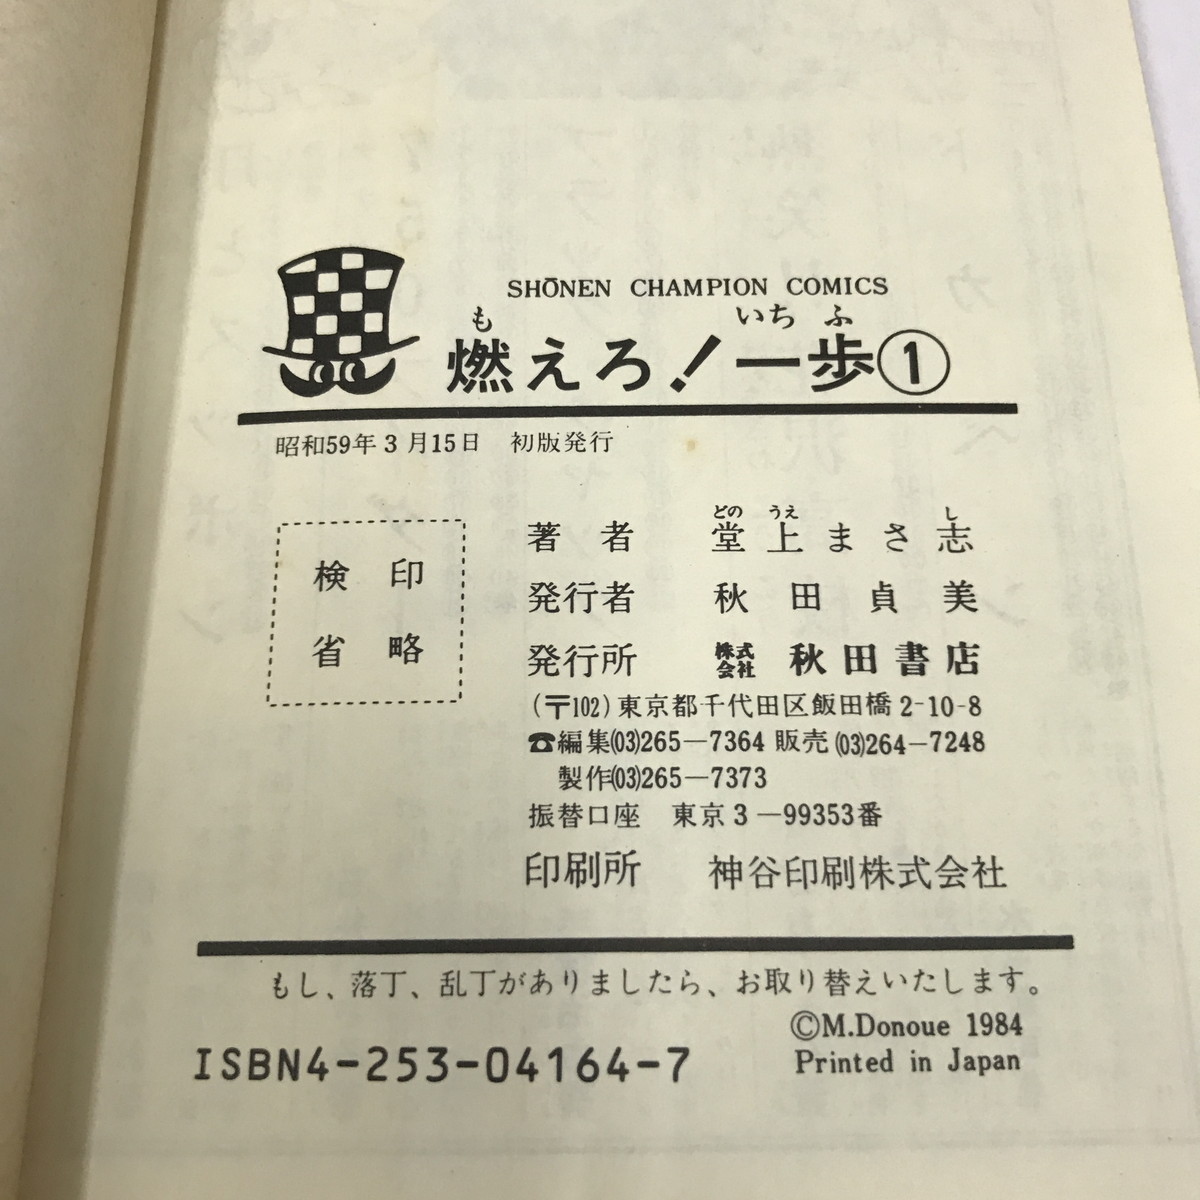 SHŌNEN CHAMPION COMICS
も いち ふ
燃えろ!一歩①
昭和59年3月15日 初版発行
検印
省略
どの うえ し
著者 堂上まさ志
発行者 秋田貞美
発行所 株式会社 秋田書店
(〒102)東京都千代田区飯田橋2-10-8
☎編集(03)265―7364 販売(03)264―7248
製作(03)265―7373
振替口座 東京3―99353番
印刷所 神谷印刷株式会社
もし、落丁、乱丁がありましたら、お取り替えいたします。
©M.Donoue 1984
ISBN4-253-04164-7
Printed in Japan